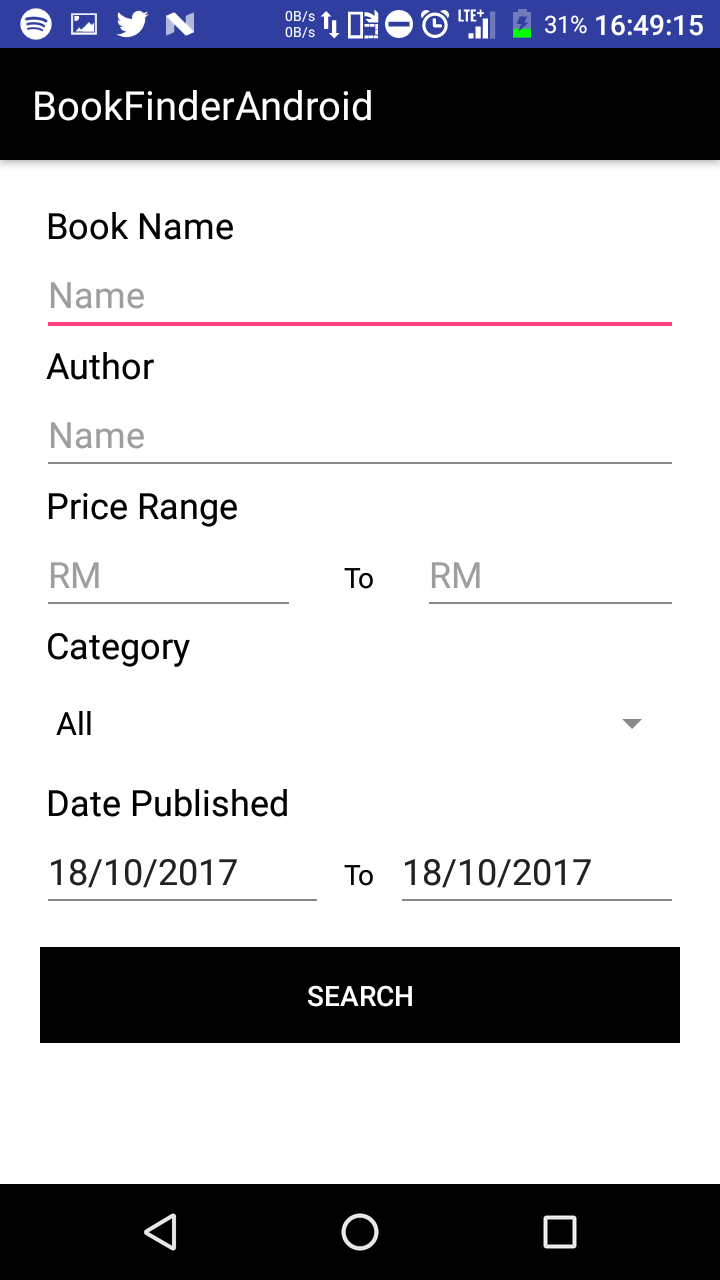 0B/s
0B/s
LTE+
31% 16:49:15
BookFinderAndroid
Book Name
Name
Author
Name
Price Range
RM To RM
Category
All
Date Published
18/10/2017 To 18/10/2017
SEARCH